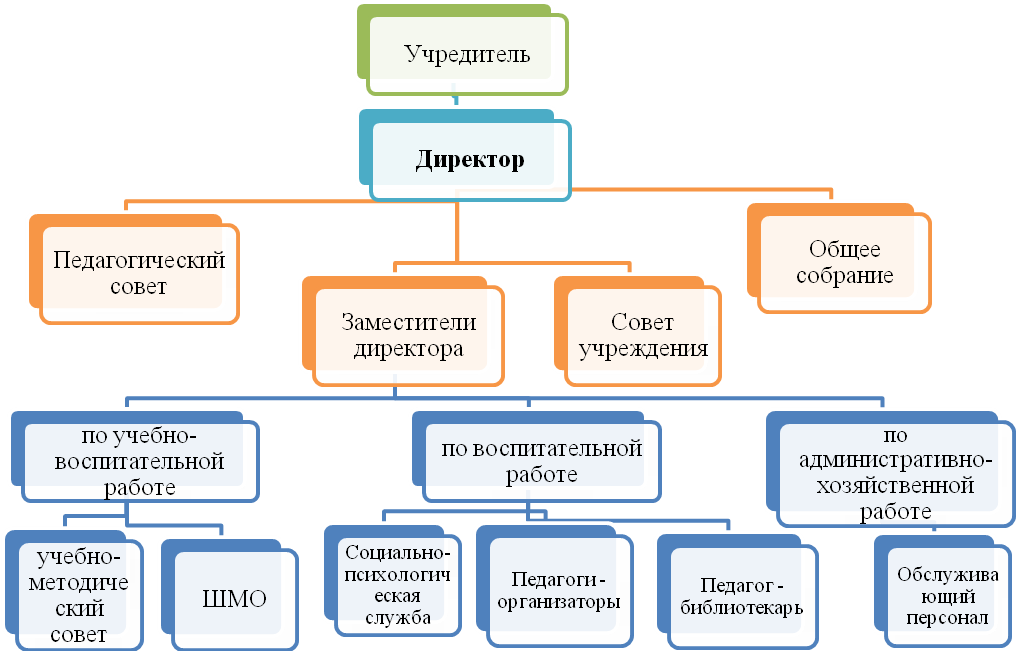 Учредитель
Директор
Педагогический
совет
Общее
собрание
Заместители
директора
Совет
учреждения
по учебно-
воспитательной
работе
по воспитательной
работе
по
административно-
хозяйственной
работе
учебно-
методиче
ский
совет
ШМО
Социально-
психологич
еская
служба
Педагоги-
организаторы
Педагог-
библиотекарь
Обслужива
ющий
персонал